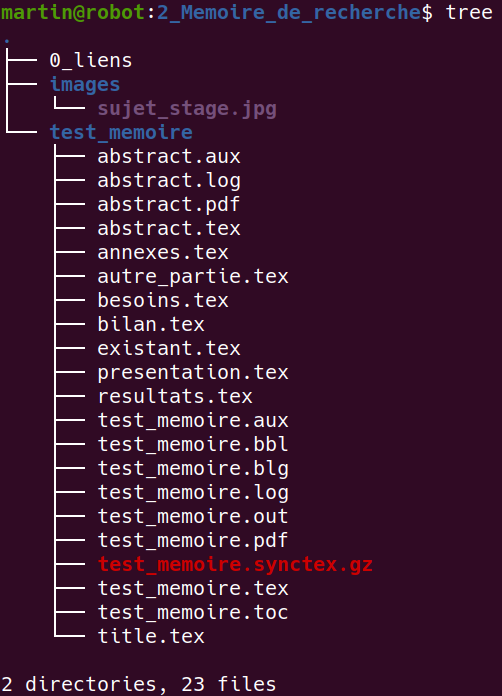 martin@robot:2_Memoire_de_recherche$ tree
.
├── 0_liens
├── images
│   └── sujet_stage.jpg
└── test_memoire
    ├── abstract.aux
    ├── abstract.log
    ├── abstract.pdf
    ├── abstract.tex
    ├── annexes.tex
    ├── autre_partie.tex
    ├── besoins.tex
    ├── bilan.tex
    ├── existant.tex
    ├── presentation.tex
    ├── resultats.tex
    ├── test_memoire.aux
    ├── test_memoire.bbl
    ├── test_memoire.blg
    ├── test_memoire.log
    ├── test_memoire.out
    ├── test_memoire.pdf
    ├── test_memoire.synctex.gz
    ├── test_memoire.tex
    ├── test_memoire.toc
    └── title.tex

2 directories, 23 files